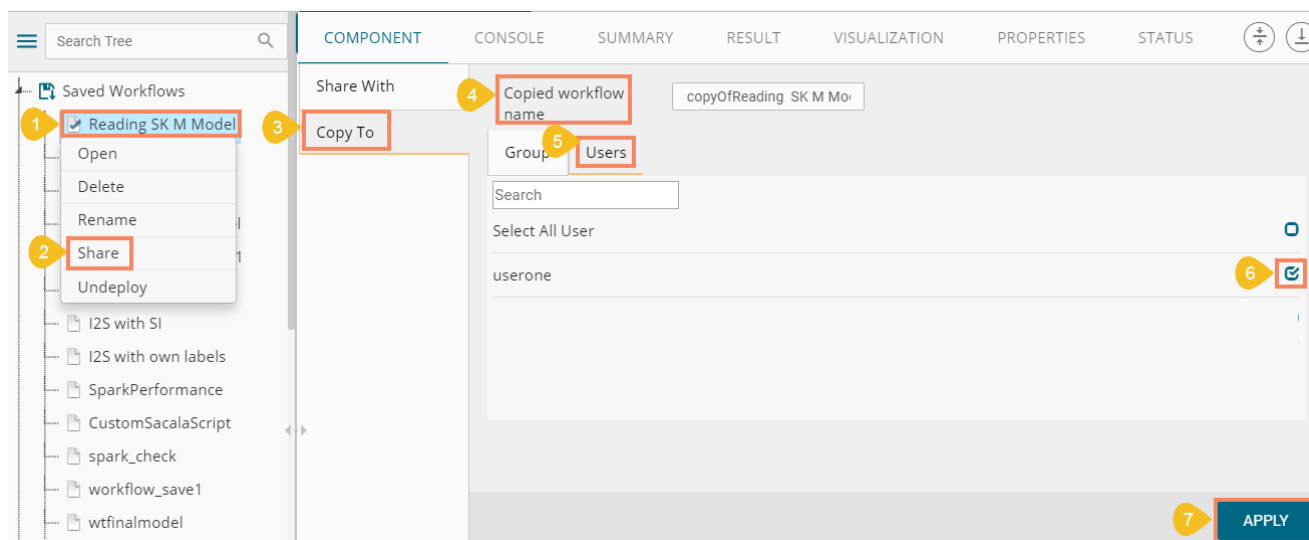 Search Tree
COMPONENT
CONSOLE
SUMMARY
RESULT
VISUALIZATION
PROPERTIES
STATUS
Saved Workflows
1
Reading SK M Model
Open
Delete
Rename
l
2
Share
1
Undeploy
I2S with SI
I2S with own labels
SparkPerformance
CustomSacalaScript
spark_check
workflow_save1
wtfinalmodel
Share With
3
Copy To
4
Copied workflow
name
copyOfReading SK M Mo
5
Group
Users
Search
Select All User
userone
6
7
APPLY